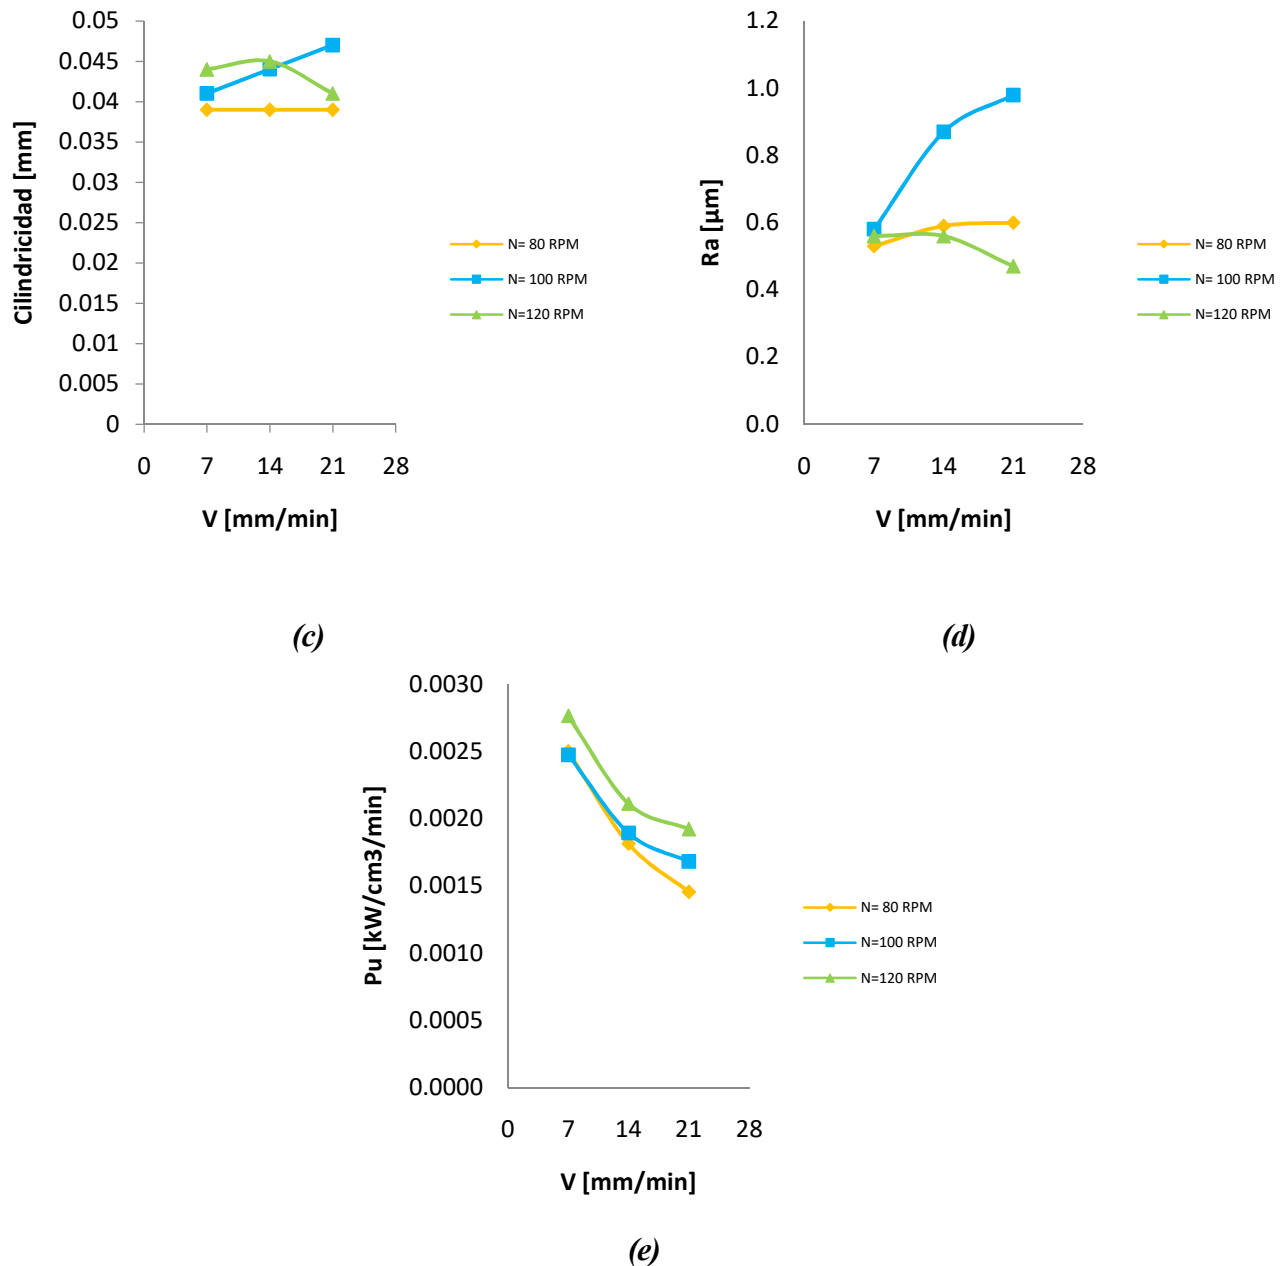 0.05
0.045
0.04
0.035
0.03
0.025
0.02
0.015
0.01
0.005
0
Cilindricidad [mm]
0 7 14 21 28
V [mm/min]
N= 80 RPM
N= 100 RPM
N=120 RPM
(c)
1.2
1.0
0.8
0.6
0.4
0.2
0.0
Ra [µm]
0 7 14 21 28
V [mm/min]
N= 80 RPM
N= 100 RPM
N=120 RPM
(d)
0.0030
0.0025
0.0020
0.0015
0.0010
0.0005
0.0000
Pu [kW/cm3/min]
0 7 14 21 28
V [mm/min]
N= 80 RPM
N=100 RPM
N=120 RPM
(e)